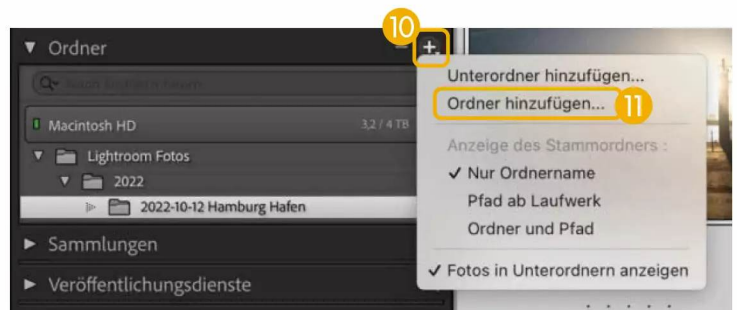 10
Ordner
Macintosh HD 3,2 / 4 TB
Lightroom Fotos
2022
2022-10-12 Hamburg Hafen
Sammlungen
Veröffentlichungsdienste
Unterordner hinzufügen...
Ordner hinzufügen... 11
Anzeige des Stammordners :
✓ Nur Ordnername
Pfad ab Laufwerk
Ordner und Pfad
✓ Fotos in Unterordnern anzeigen